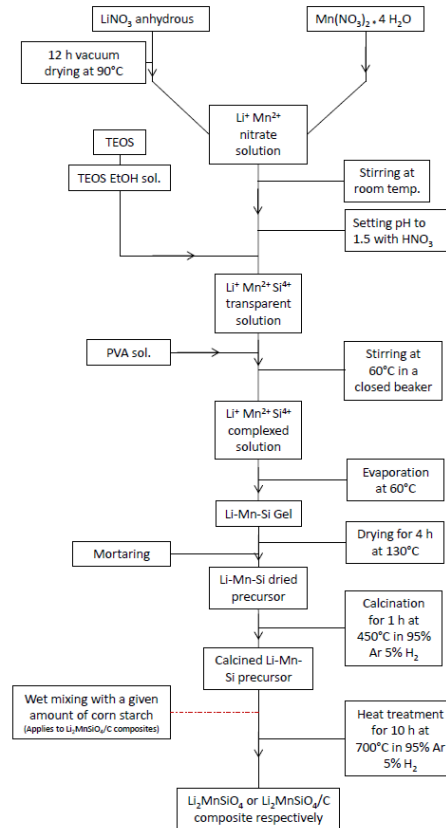 LiNO₃ anhydrous
Mn(NO₃)₂• 4 H₂O
12 h vacuum
drying at 90°C
Li⁺ Mn²⁺
nitrate
solution
TEOS
TEOS EtOH sol.
Stirring at
room temp.
Setting pH to
1.5 with HNO₃
Li⁺ Mn²⁺ Si⁴⁺
transparent
solution
PVA sol.
Stirring at
60°C in a
closed beaker
Li⁺ Mn²⁺ Si⁴⁺
complexed
solution
Evaporation
at 60°C
Li-Mn-Si Gel
Drying for 4 h
at 130°C
Mortaring
Li-Mn-Si dried
precursor
Calcination
for 1 h at
450°C in 95%
Ar 5% H₂
Calcined Li-Mn-
Si precursor
Wet mixing with a given
amount of corn starch
(Applies to Li₂MnSiO₄/C composites)
Heat treatment
for 10 h at
700°C in 95% Ar
5% H₂
Li₂MnSiO₄ or Li₂MnSiO₄/C
composite respectively